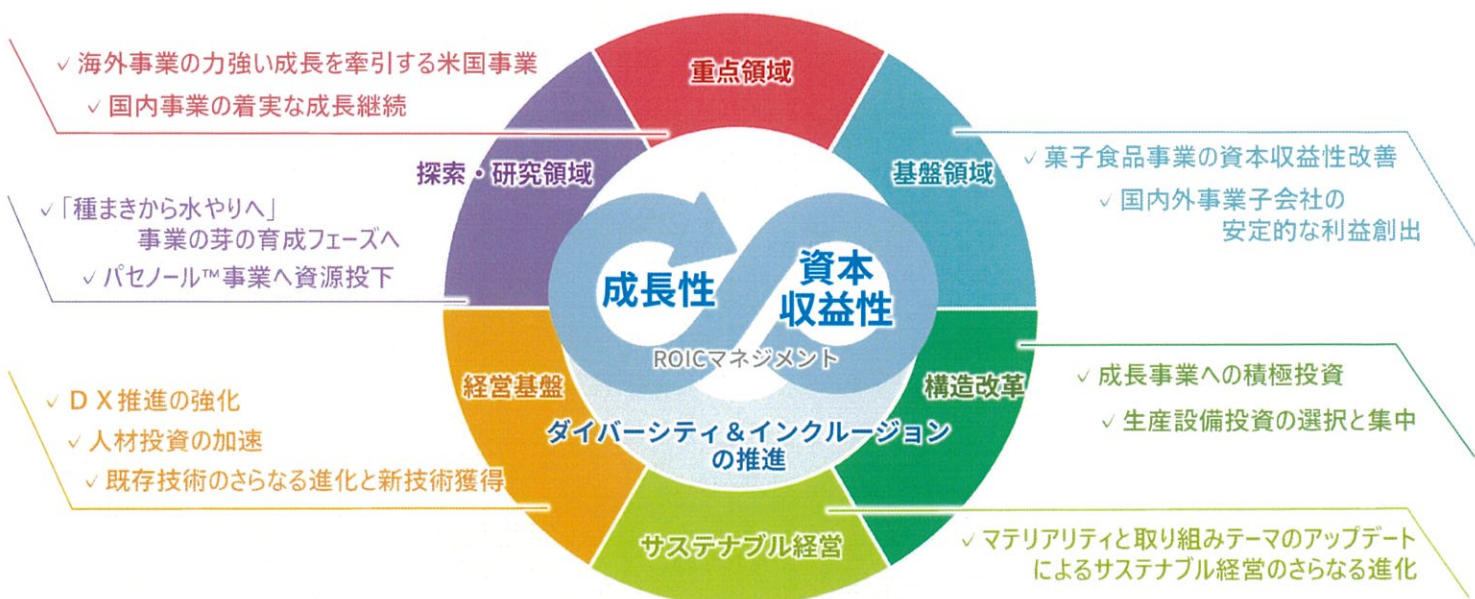 重点領域
✓ 海外事業の力強い成長を牽引する米国事業
✓ 国内事業の着実な成長継続
基盤領域
✓ 菓子食品事業の資本収益性改善
✓ 国内外事業子会社の
安定的な利益創出
探索・研究領域
✓ 「種まきから水やりへ」
事業の芽の育成フェーズへ
✓ パセノール™事業へ資源投下
成長性
資本
収益性
ROICマネジメント
ダイバーシティ＆インクルージョン
の推進
構造改革
✓ 成長事業への積極投資
✓ 生産設備投資の選択と集中
経営基盤
✓ ＤＸ推進の強化
✓ 人材投資の加速
✓ 既存技術のさらなる進化と新技術獲得
サステナブル経営
✓ マテリアリティと取り組みテーマのアップデート
によるサステナブル経営のさらなる進化